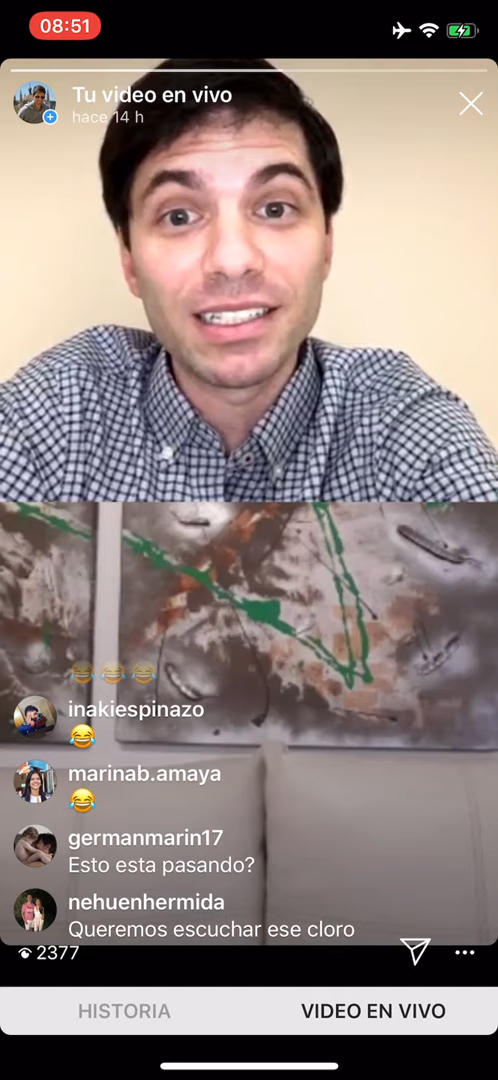 08:51
Tu video en vivo
hace 14 h
😂😂😂
inakiespinazo
😂
marinab.amaya
😂
germanmarin17
Esto esta pasando?
nehuenhermida
Queremos escuchar ese cloro
2377
HISTORIA
VIDEO EN VIVO